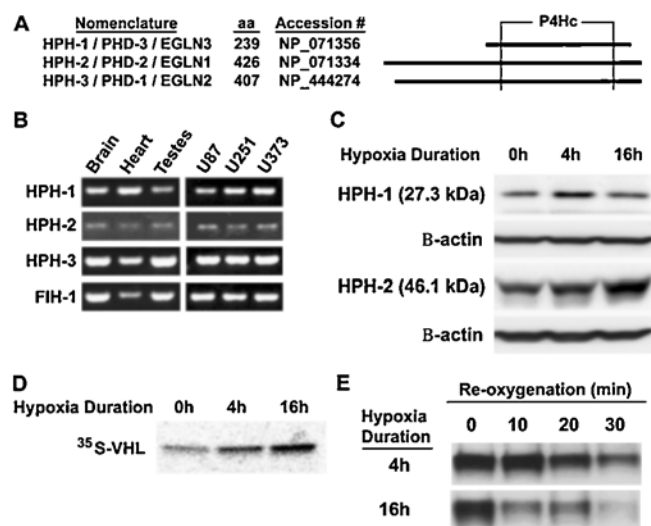 A
Nomenclature aa Accession # P4Hc
HPH-1 / PHD-3 / EGLN3 239 NP_071356
HPH-2 / PHD-2 / EGLN1 426 NP_071334
HPH-3 / PHD-1 / EGLN2 407 NP_444274
B
Brain Heart Testes U87 U251 U373
HPH-1
HPH-2
HPH-3
FIH-1
C
Hypoxia Duration 0h 4h 16h
HPH-1 (27.3 kDa)
B-actin
HPH-2 (46.1 kDa)
B-actin
D
Hypoxia Duration 0h 4h 16h
35S-VHL
E
Re-oxygenation (min)
Hypoxia Duration 0 10 20 30
4h
16h